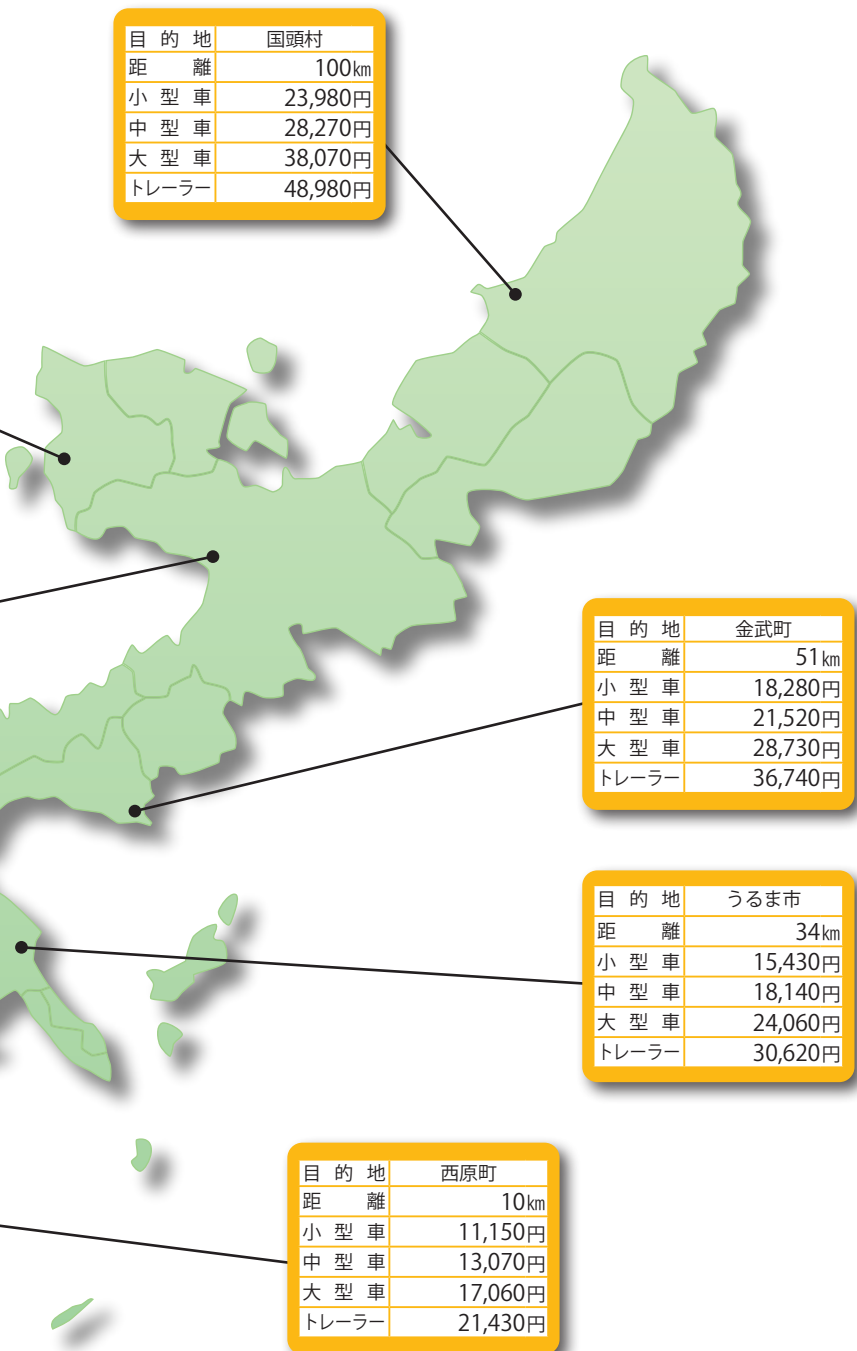 目的地 国頭村
距離 100km
小型車 23,980円
中型車 28,270円
大型車 38,070円
トレーラー 48,980円
目的地 金武町
距離 51km
小型車 18,280円
中型車 21,520円
大型車 28,730円
トレーラー 36,740円
目的地 うるま市
距離 34km
小型車 15,430円
中型車 18,140円
大型車 24,060円
トレーラー 30,620円
目的地 西原町
距離 10km
小型車 11,150円
中型車 13,070円
大型車 17,060円
トレーラー 21,430円